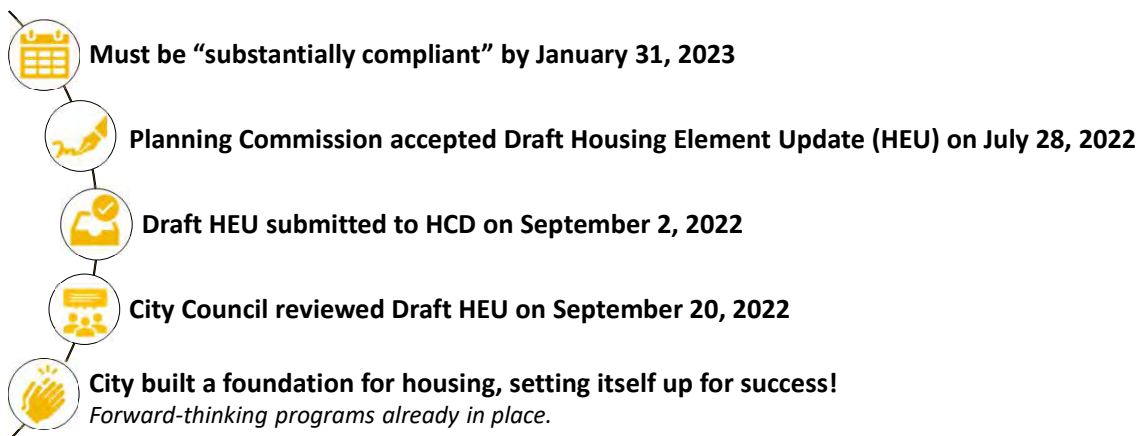 Must be “substantially compliant” by January 31, 2023
Planning Commission accepted Draft Housing Element Update (HEU) on July 28, 2022
Draft HEU submitted to HCD on September 2, 2022
City Council reviewed Draft HEU on September 20, 2022
City built a foundation for housing, setting itself up for success!
Forward-thinking programs already in place.